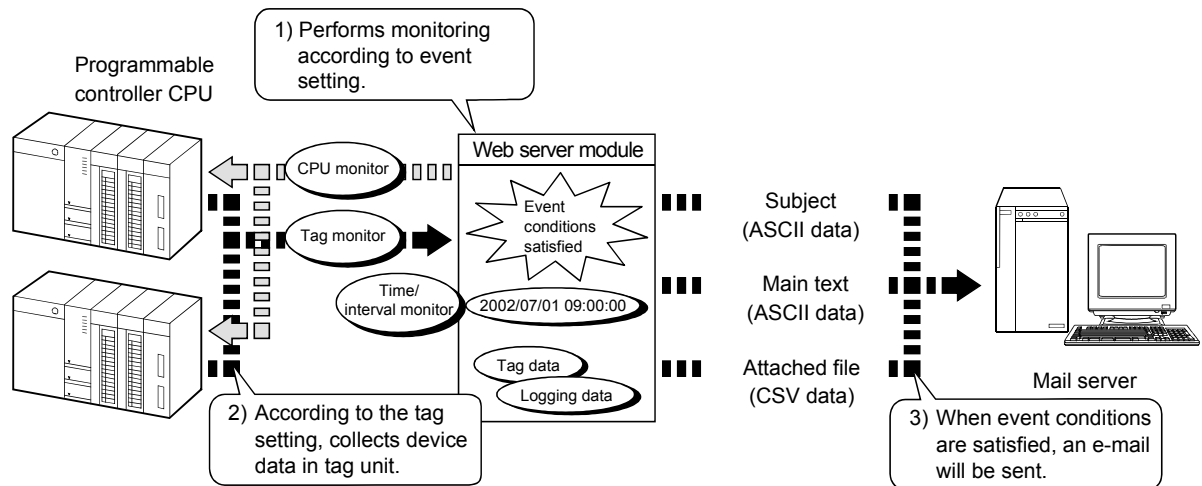 1) Performs monitoring
according to event
setting.
Programmable
controller CPU
Web server module
CPU monitor
Event
conditions
satisfied
Subject
(ASCII data)
Tag monitor
Time/
interval monitor
2002/07/01 09:00:00
Main text
(ASCII data)
Tag data
Logging data
Attached file
(CSV data)
Mail server
2) According to the tag
setting, collects device
data in tag unit.
3) When event conditions
are satisfied, an e-mail
will be sent.